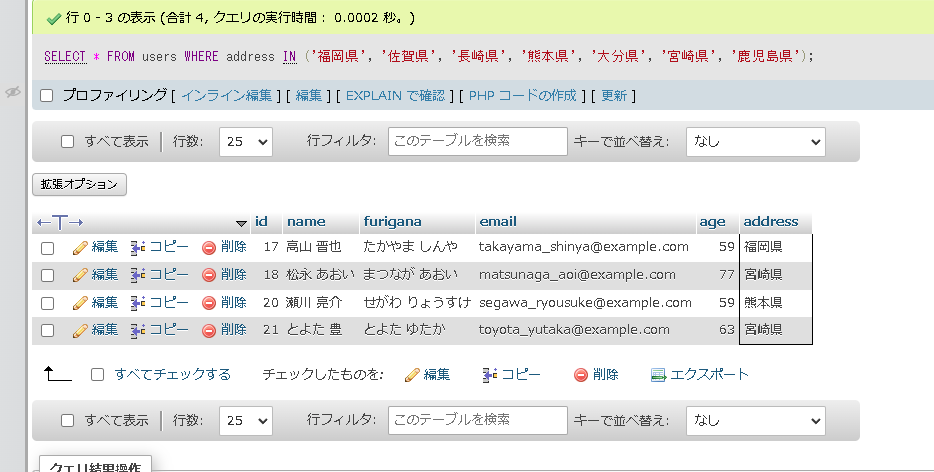 行 0 - 3 の表示 (合計 4, クエリの実行時間： 0.0002 秒。)
SELECT * FROM users WHERE address IN ('福岡県', '佐賀県', '長崎県', '熊本県', '大分県', '宮崎県', '鹿児島県');
プロファイリング [ インライン編集 ] [ 編集 ] [ EXPLAIN で確認 ] [ PHP コードの作成 ] [ 更新 ]
すべて表示 行数: 25 行フィルタ: このテーブルを検索 キーで並べ替え: なし
拡張オプション
←T→ id name furigana email age address
編集 コピー 削除 17 高山 晋也 たかやま しんや takayama_shinya@example.com 59 福岡県
編集 コピー 削除 18 松永 あおい まつなが あおい matsunaga_aoi@example.com 77 宮崎県
編集 コピー 削除 20 瀬川 亮介 せがわ りょうすけ segawa_ryousuke@example.com 59 熊本県
編集 コピー 削除 21 とよた 豊 とよた ゆたか toyota_yutaka@example.com 63 宮崎県
すべてチェックする チェックしたものを: 編集 コピー 削除 エクスポート
すべて表示 行数: 25 行フィルタ: このテーブルを検索 キーで並べ替え: なし
クエリ結果操作